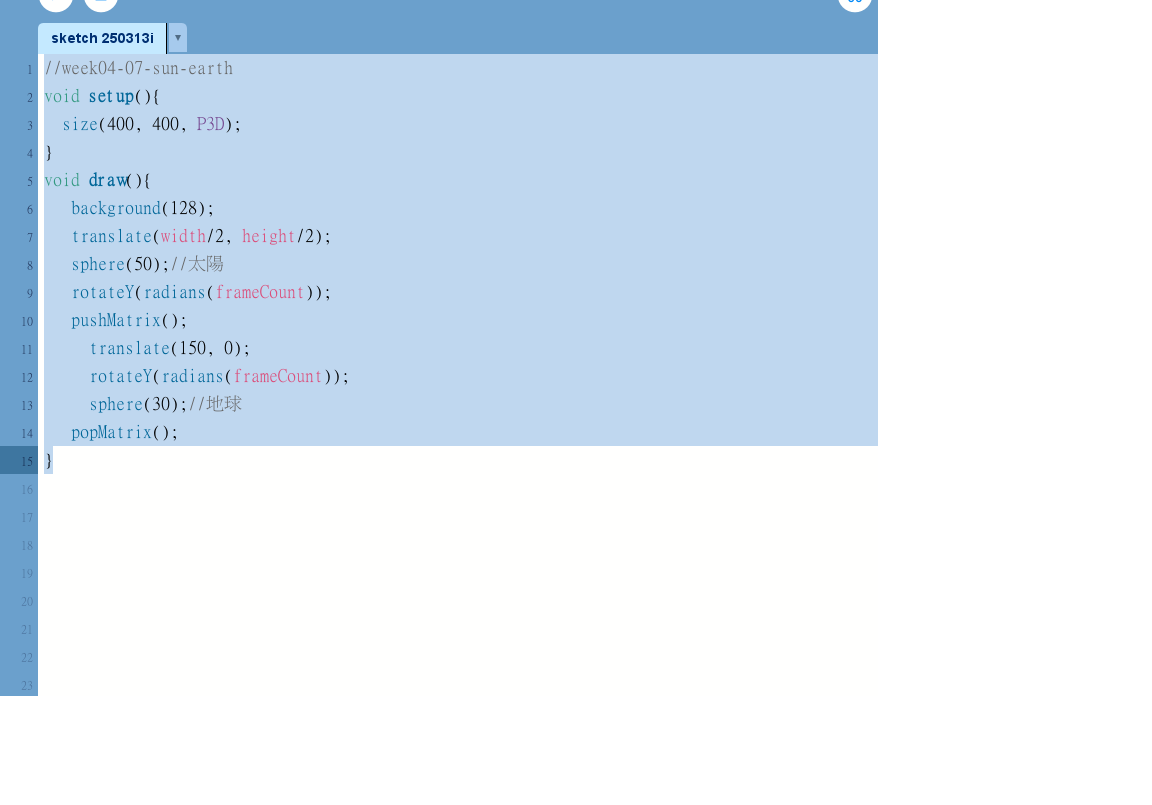 sketch 250313i
1 //week04-07-sun-earth
2 void setup(){
3   size(400, 400, P3D);
4 }
5 void draw(){
6    background(128);
7    translate(width/2, height/2);
8    sphere(50);//太陽
9    rotateY(radians(frameCount));
10    pushMatrix();
11      translate(150, 0);
12      rotateY(radians(frameCount));
13      sphere(30);//地球
14    popMatrix();
15 }
16
17
18
19
20
21
22
23